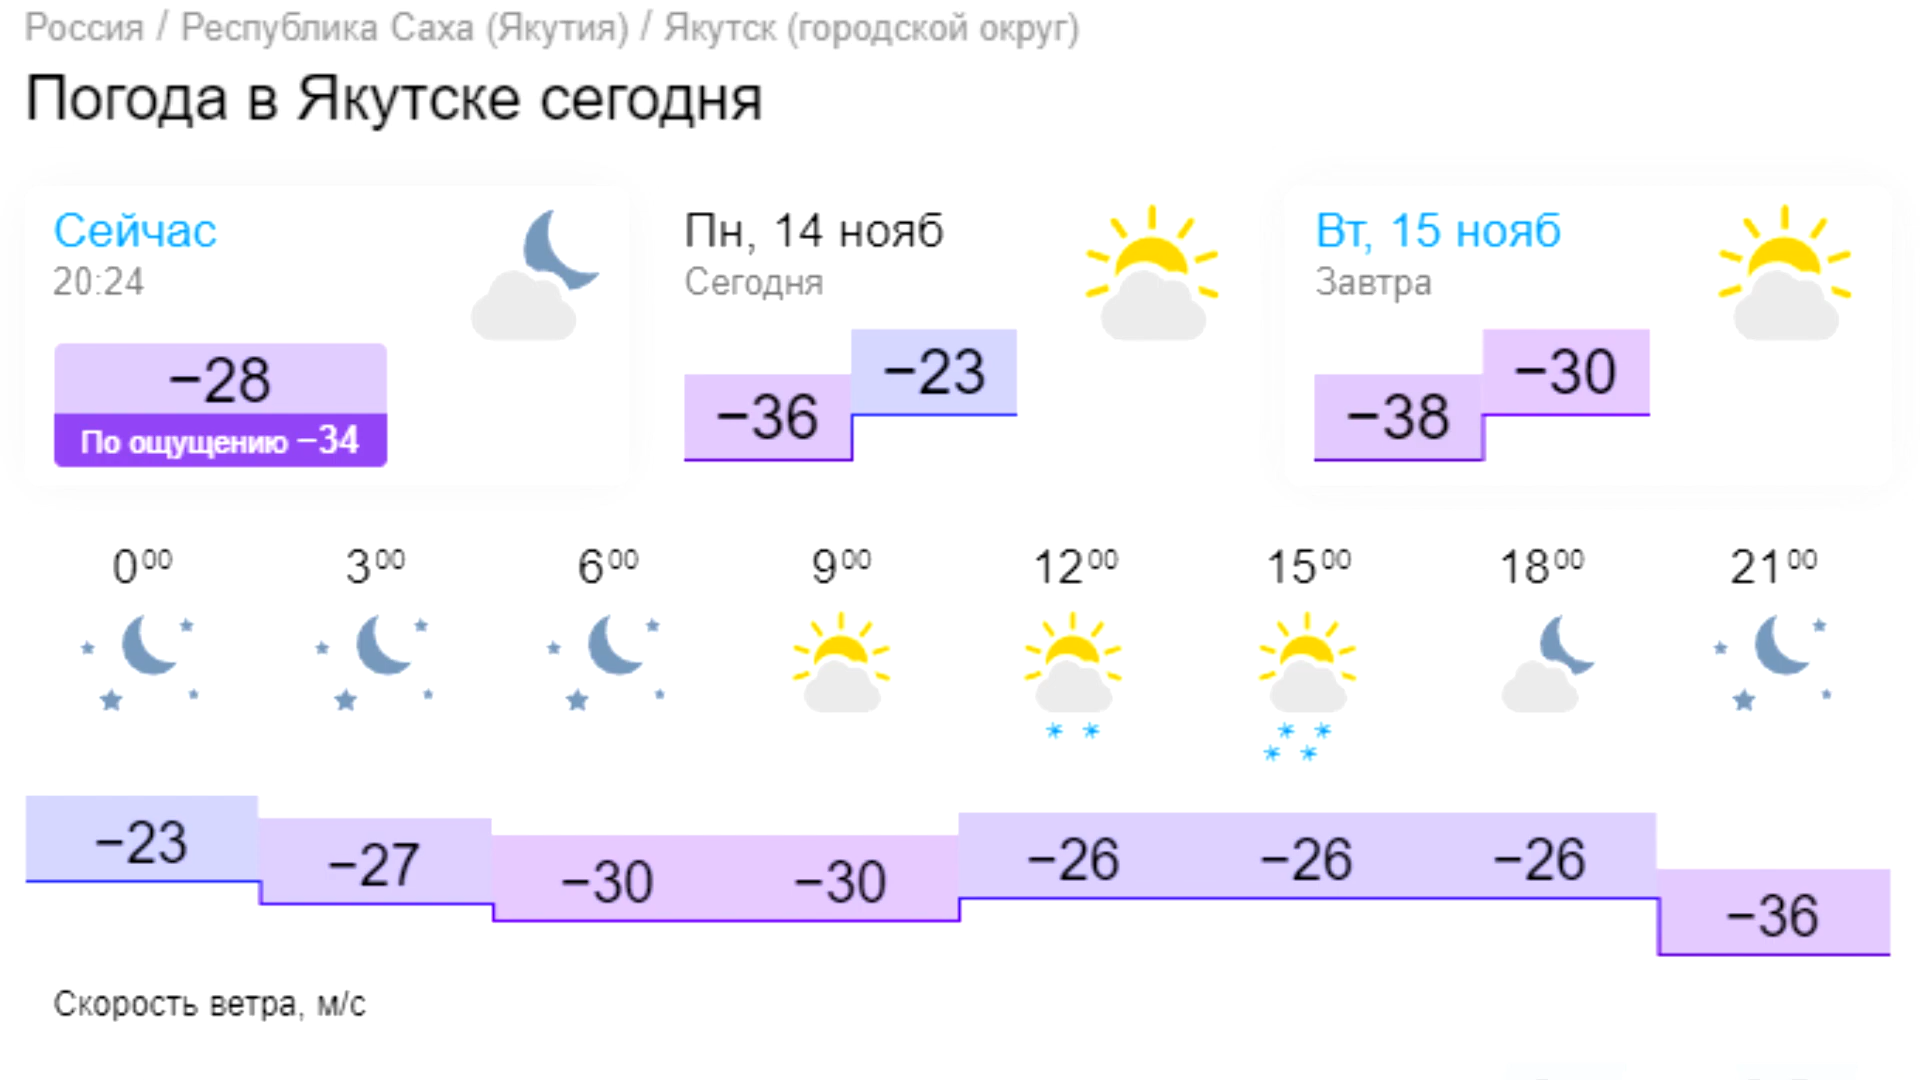 Россия / Республика Саха (Якутия) / Якутск (городской округ)
Погода в Якутске сегодня
Сейчас
20:24
−28
По ощущению −34
Пн, 14 нояб
Сегодня
−36 −23
Вт, 15 нояб
Завтра
−38 −30
0⁰⁰ 3⁰⁰ 6⁰⁰ 9⁰⁰ 12⁰⁰ 15⁰⁰ 18⁰⁰ 21⁰⁰
−23 −27 −30 −30 −26 −26 −26 −36
Скорость ветра, м/с